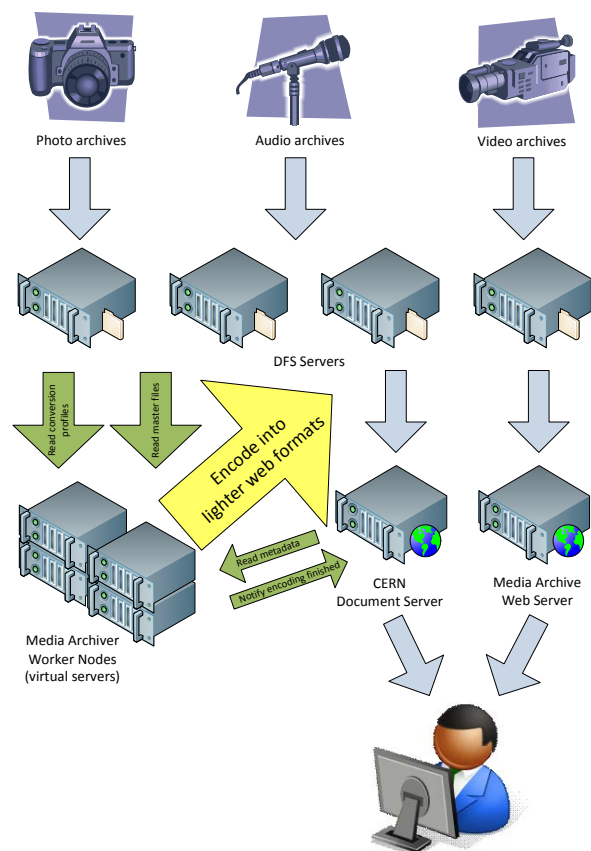 Photo archives
Audio archives
Video archives
DFS Servers
Read conversion
profiles
Read master files
Encode into
lighter web formats
Read metadata
Notify encoding finished
CERN
Document Server
Media Archive
Web Server
Media Archiver
Worker Nodes
(virtual servers)